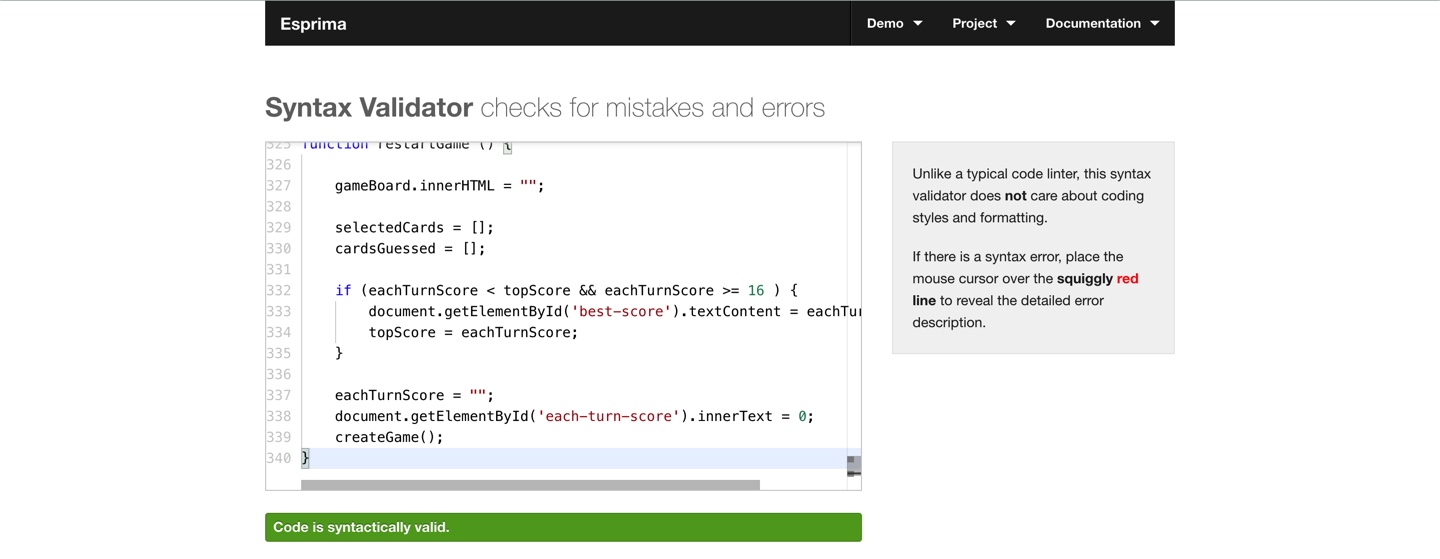 Esprima
Demo
Project
Documentation
Syntax Validator checks for mistakes and errors
325 function restartGame () {
326
327 gameBoard.innerHTML = "";
328
329 selectedCards = [];
330 cardsGuessed = [];
331
332 if (eachTurnScore < topScore && eachTurnScore >= 16 ) {
333 document.getElementById('best-score').textContent = eachTur
334 topScore = eachTurnScore;
335 }
336
337 eachTurnScore = "";
338 document.getElementById('each-turn-score').innerText = 0;
339 createGame();
340 }
Code is syntactically valid.
Unlike a typical code linter, this syntax
validator does not care about coding
styles and formatting.
If there is a syntax error, place the
mouse cursor over the squiggly red
line to reveal the detailed error
description.